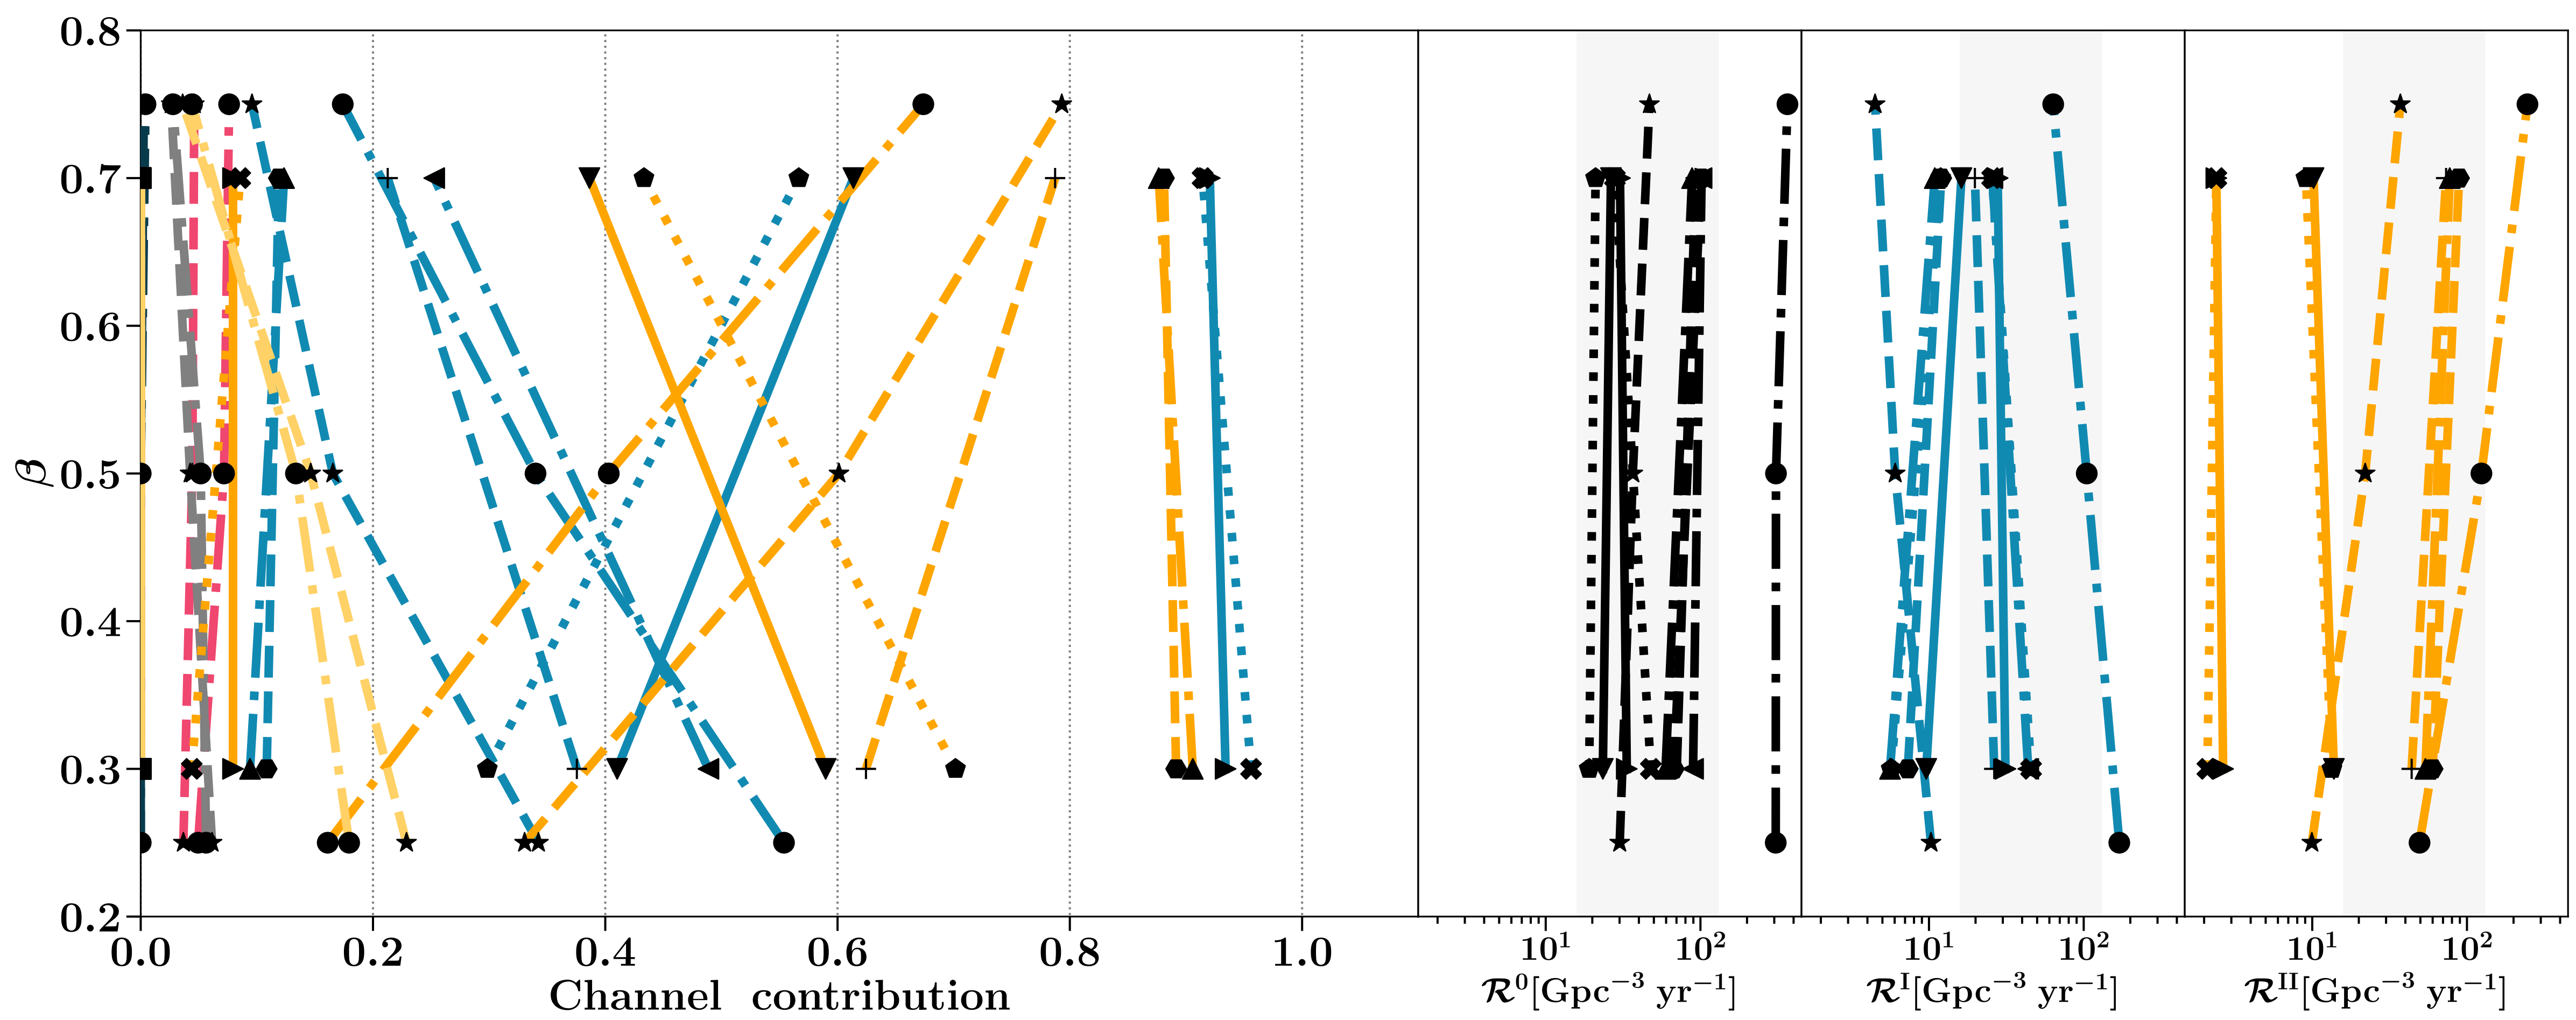 0.8
0.7
0.6
0.5
0.4
0.3
0.2
β
0.0 0.2 0.4 0.6 0.8 1.0
Channel contribution
10¹ 10²
ℛ⁰[Gpc⁻³ yr⁻¹]
10¹ 10²
ℛᴵ[Gpc⁻³ yr⁻¹]
10¹ 10²
ℛᴵᴵ[Gpc⁻³ yr⁻¹]